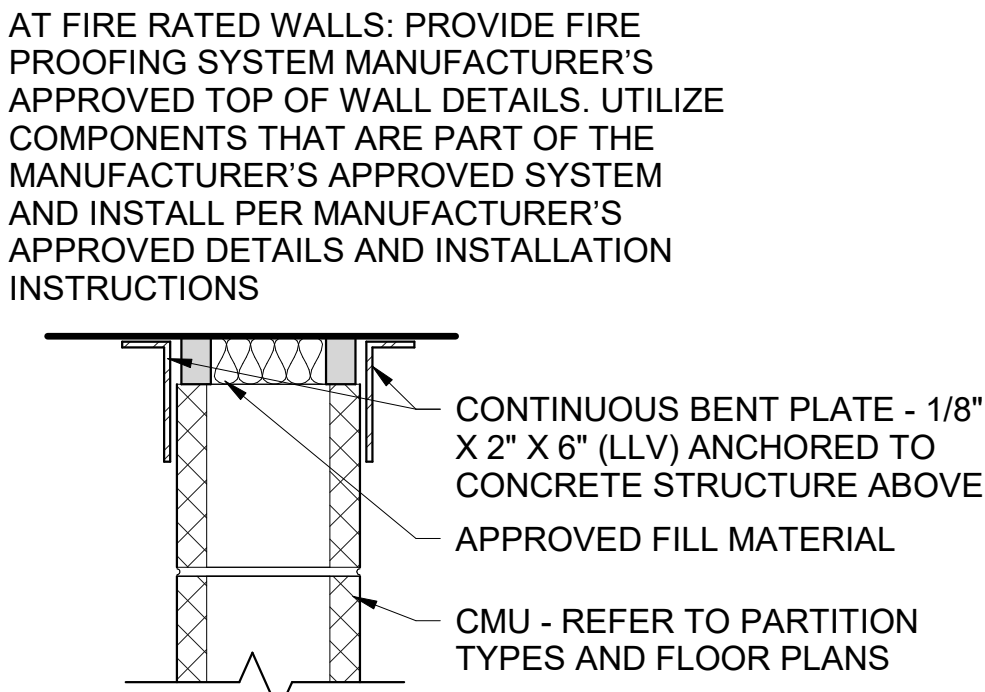 AT FIRE RATED WALLS: PROVIDE FIRE
PROOFING SYSTEM MANUFACTURER'S
APPROVED TOP OF WALL DETAILS. UTILIZE
COMPONENTS THAT ARE PART OF THE
MANUFACTURER'S APPROVED SYSTEM
AND INSTALL PER MANUFACTURER'S
APPROVED DETAILS AND INSTALLATION
INSTRUCTIONS
CONTINUOUS BENT PLATE - 1/8"
X 2" X 6" (LLV) ANCHORED TO
CONCRETE STRUCTURE ABOVE
APPROVED FILL MATERIAL
CMU - REFER TO PARTITION
TYPES AND FLOOR PLANS